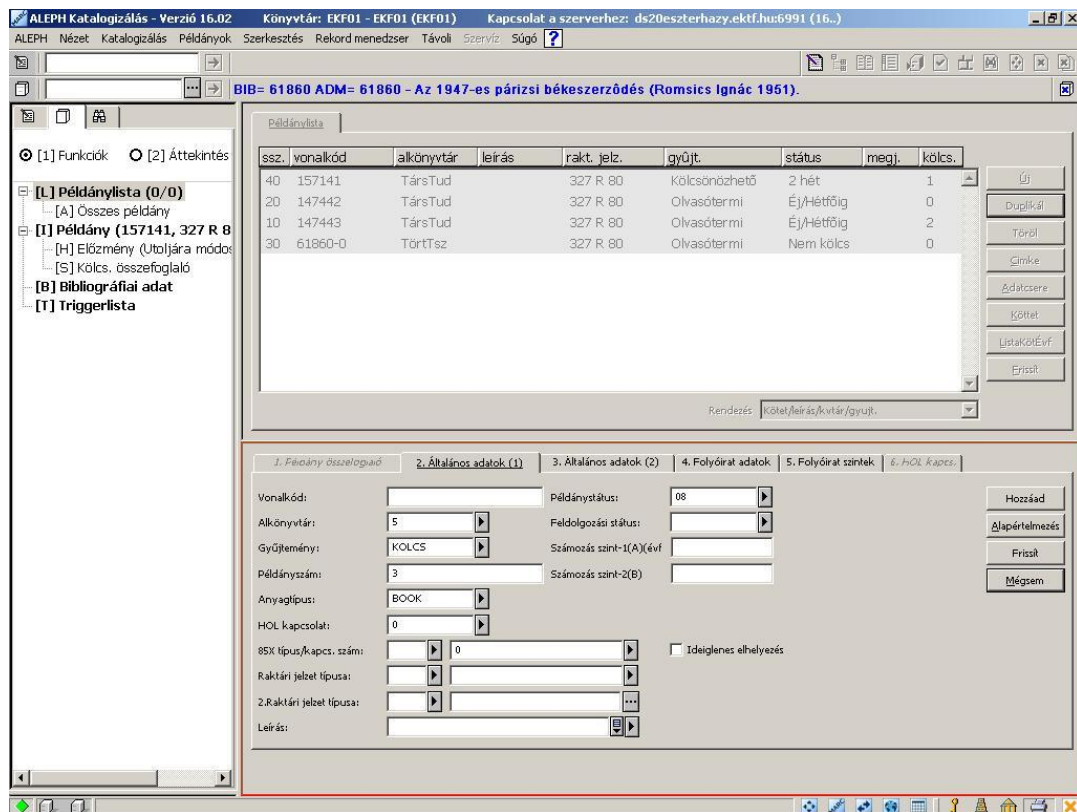 ALEPH Katalogizálás - Verzió 16.02 Könyvtár: EKF01 - EKF01 (EKF01) Kapcsolat a szerverhez: ds20eszterhazy.ektf.hu:6991 (16..)
ALEPH Nézet Katalogizálás Példányok Szerkesztés Rekord menedzser Távoli Szervíz Súgó ?
BIB= 61860 ADM= 61860 - Az 1947-es párizsi békeszerzôdés (Romsics Ignác 1951).
[1] Funkciók [2] Áttekintés
[L] Példánylista (0/0)
[A] Összes példány
[I] Példány (157141, 327 R 8
[H] Előzmény (Utoljára módos
[S] Kölcs. összefoglaló
[B] Bibliográfiai adat
[T] Triggerlista
Példánylista
ssz. vonalkód alkönyvtár leírás rakt. jelz. gyûjt. státus megj. kölcs.
40 157141 TársTud 327 R 80 Kölcsönözhető 2 hét 1
20 147442 TársTud 327 R 80 Olvasótermi Éj/Hétfőig 0
10 147443 TársTud 327 R 80 Olvasótermi Éj/Hétfőig 2
30 61860-0 TörtTsz 327 R 80 Olvasótermi Nem kölcs 0
Új
Duplikál
Töröl
Cimke
Adatcsere
Köttet
ListaKötÉvf
Frissít
Rendezés Kötet/leírás/kvtár/gyujt.
1. Példány összefoglaló 2. Általános adatok (1) 3. Általános adatok (2) 4. Folyóirat adatok 5. Folyóirat szintek 6. HOL kapcs.
Vonalkód: Példánystátus: 08
Alkönyvtár: 5 Feldolgozási státus:
Gyűjtemény: KOLCS Számozás szint-1(A)(évf
Példányszám: 3 Számozás szint-2(B)
Anyagtípus: BOOK
HOL kapcsolat: 0
85X típus/kapcs. szám: 0 Ideiglenes elhelyezés
Raktári jelzet típusa:
2.Raktári jelzet típusa:
Leírás:
Hozzáad
Alapértelmezés
Frissít
Mégsem